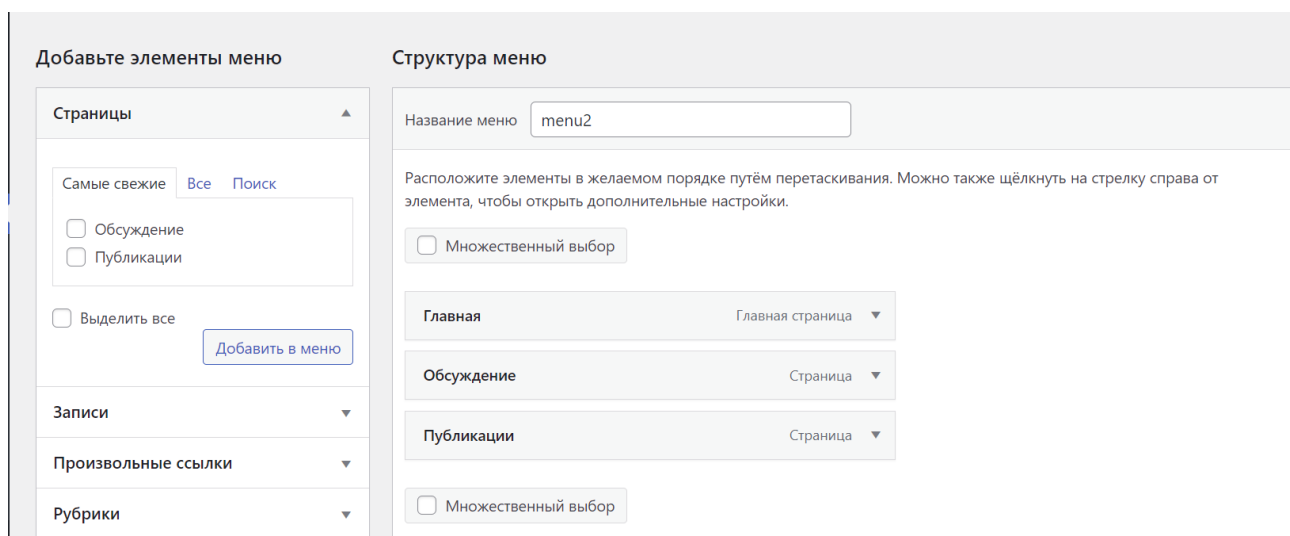 Добавьте элементы меню
Страницы
Самые свежие Все Поиск
Обсуждение
Публикации
Выделить все
Добавить в меню
Записи
Произвольные ссылки
Рубрики
Структура меню
Название меню menu2
Расположите элементы в желаемом порядке путём перетаскивания. Можно также щёлкнуть на стрелку справа от
элемента, чтобы открыть дополнительные настройки.
Множественный выбор
Главная Главная страница
Обсуждение Страница
Публикации Страница
Множественный выбор